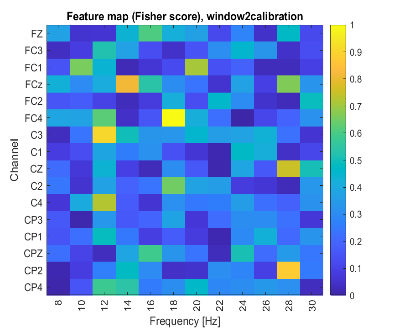 Feature map (Fisher score), window2calibration
FZ
FC3
FC1
FCz
FC2
FC4
C3
C1
CZ
C2
C4
CP3
CP1
CPZ
CP2
CP4
Channel
8 10 12 14 16 18 20 22 24 26 28 30
Frequency [Hz]
1
0.9
0.8
0.7
0.6
0.5
0.4
0.3
0.2
0.1
0